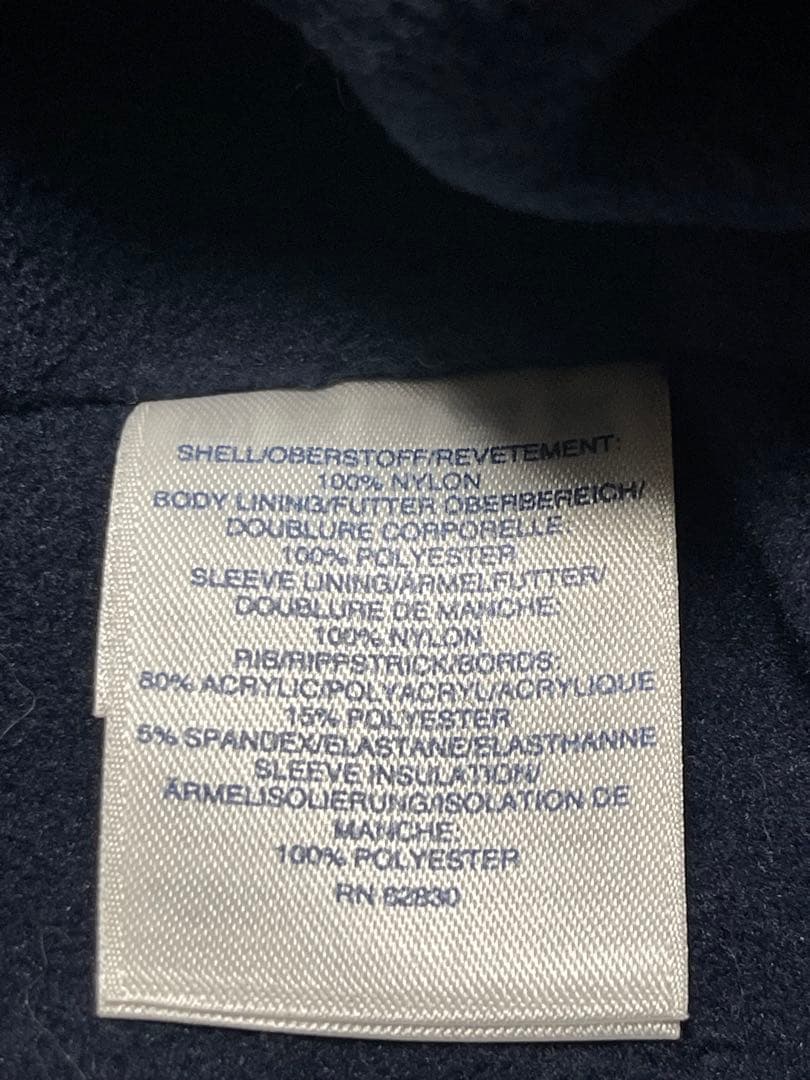 SHELL/OBERSTOFF/REVETEMENT:
100% NYLON
BODY LINING/FUTTER OBERBEREICH/
DOUBLURE CORPORELLE:
100% POLYESTER
SLEEVE LINING/ÄRMELFUTTER/
DOUBLURE DE MANCHE:
100% NYLON
RIB/RIPPSTRICK/BORDS:
80% ACRYLIC/POLYACRYL/ACRYLIQUE
15% POLYESTER
5% SPANDEX/ELASTANE/ELASTHANNE
SLEEVE INSULATION/
ÄRMELISOLIERUNG/ISOLATION DE
MANCHE:
100% POLYESTER
RN 62830